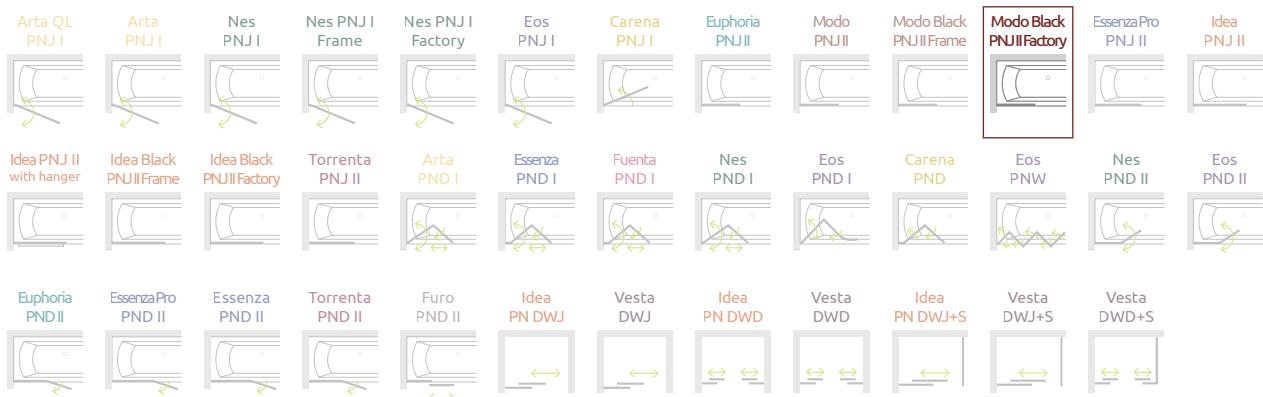 Arta QL
PNJ I
Arta
PNJ I
Nes
PNJ I
Nes PNJ I
Frame
Nes PNJ I
Factory
Eos
PNJ I
Carena
PNJ I
Euphoria
PNJ II
Modo
PNJ II
Modo Black
PNJ II Frame
Modo Black
PNJ II Factory
Essenza Pro
PNJ II
Idea
PNJ II
Idea PNJ II
with hanger
Idea Black
PNJ II Frame
Idea Black
PNJ II Factory
Torrenta
PNJ II
Arta
PND I
Essenza
PND I
Fuenta
PND I
Nes
PND I
Eos
PND I
Carena
PND
Eos
PNW
Nes
PND II
Eos
PND II
Euphoria
PND II
Essenza Pro
PND II
Essenza
PND II
Torrenta
PND II
Furo
PND II
Idea
PN DWJ
Vesta
DWJ
Idea
PN DWD
Vesta
DWD
Idea
PN DWJ+S
Vesta
DWJ+S
Vesta
DWD+S